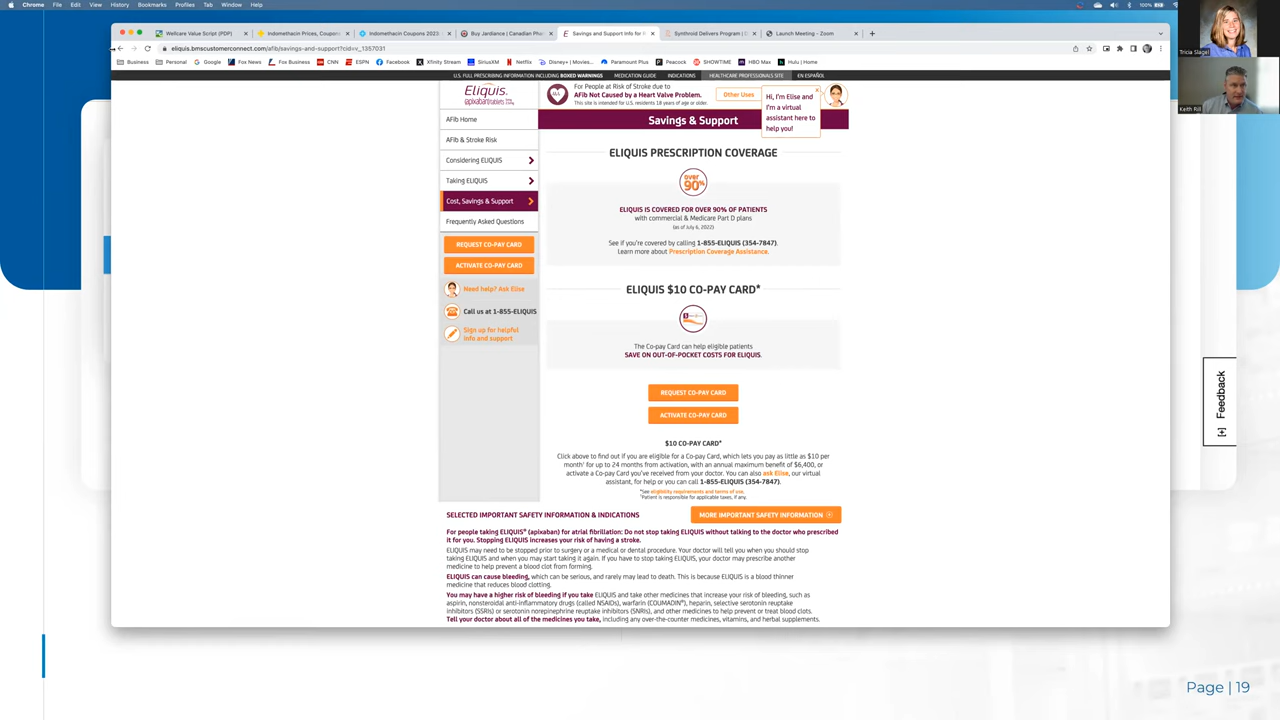 Chrome File Edit View History Bookmarks Profiles Tab Window Help
100%
Wellcare Value Script (PDP)
Indomethacin Prices, Coupons
Indomethacin Coupons 2023
Buy Jardiance | Canadian Pha
Savings and Support Info for
Synthroid Delivers Program | D
Launch Meeting - Zoom
eliquis.bmscustomerconnect.com/afib/savings-and-support?cid=v_1357031
Business Personal Google Fox News Fox Business CNN ESPN Facebook Xfinity Stream SiriusXM Netflix Disney+ | Movies... Paramount Plus Peacock SHOWTIME HBO Max Hulu | Home
U.S. FULL PRESCRIBING INFORMATION INCLUDING BOXED WARNINGS MEDICATION GUIDE INDICATIONS HEALTHCARE PROFESSIONALS SITE EN ESPAÑOL
Eliquis.
apixaban
For People at Risk of Stroke due to
AFib Not Caused by a Heart Valve Problem.
This site is intended for U.S. residents 18 years of age or older.
Other Uses
Hi, I'm Elise and
I'm a virtual
assistant here to
help you!
Savings & Support
AFib Home
AFib & Stroke Risk
Considering ELIQUIS
Taking ELIQUIS
Cost, Savings & Support
Frequently Asked Questions
REQUEST CO-PAY CARD
ACTIVATE CO-PAY CARD
Need help? Ask Elise
Call us at 1-855-ELIQUIS
Sign up for helpful
info and support
ELIQUIS PRESCRIPTION COVERAGE
over
90%
ELIQUIS IS COVERED FOR OVER 90% OF PATIENTS
with commercial & Medicare Part D plans
(as of July 6, 2022)
See if you're covered by calling 1-855-ELIQUIS (354-7847).
Learn more about Prescription Coverage Assistance.
ELIQUIS $10 CO-PAY CARD*
The Co-pay Card can help eligible patients
SAVE ON OUT-OF-POCKET COSTS FOR ELIQUIS.
REQUEST CO-PAY CARD
ACTIVATE CO-PAY CARD
$10 CO-PAY CARD*
Click above to find out if you are eligible for a Co-pay Card, which lets you pay as little as $10 per
month† for up to 24 months from activation, with an annual maximum benefit of $6,400, or
activate a Co-pay Card you've received from your doctor. You can also ask Elise, our virtual
assistant, for help or you can call 1-855-ELIQUIS (354-7847).
*See eligibility requirements and terms of use.
†Patient is responsible for applicable taxes, if any.
SELECTED IMPORTANT SAFETY INFORMATION & INDICATIONS
MORE IMPORTANT SAFETY INFORMATION
For people taking ELIQUIS® (apixaban) for atrial fibrillation: Do not stop taking ELIQUIS without talking to the doctor who prescribed
it for you. Stopping ELIQUIS increases your risk of having a stroke.
ELIQUIS may need to be stopped prior to surgery or a medical or dental procedure. Your doctor will tell you when you should stop
taking ELIQUIS and when you may start taking it again. If you have to stop taking ELIQUIS, your doctor may prescribe another
medicine to help prevent a blood clot from forming.
ELIQUIS can cause bleeding, which can be serious, and rarely may lead to death. This is because ELIQUIS is a blood thinner
medicine that reduces blood clotting.
You may have a higher risk of bleeding if you take ELIQUIS and take other medicines that increase your risk of bleeding, such as
aspirin, nonsteroidal anti-inflammatory drugs (called NSAIDs), warfarin (COUMADIN®), heparin, selective serotonin reuptake
inhibitors (SSRIs) or serotonin norepinephrine reuptake inhibitors (SNRIs), and other medicines to help prevent or treat blood clots.
Tell your doctor about all of the medicines you take, including any over-the-counter medicines, vitamins, and herbal supplements.
Tricia Slagel
Keith Rill
[+] Feedback
Page | 19